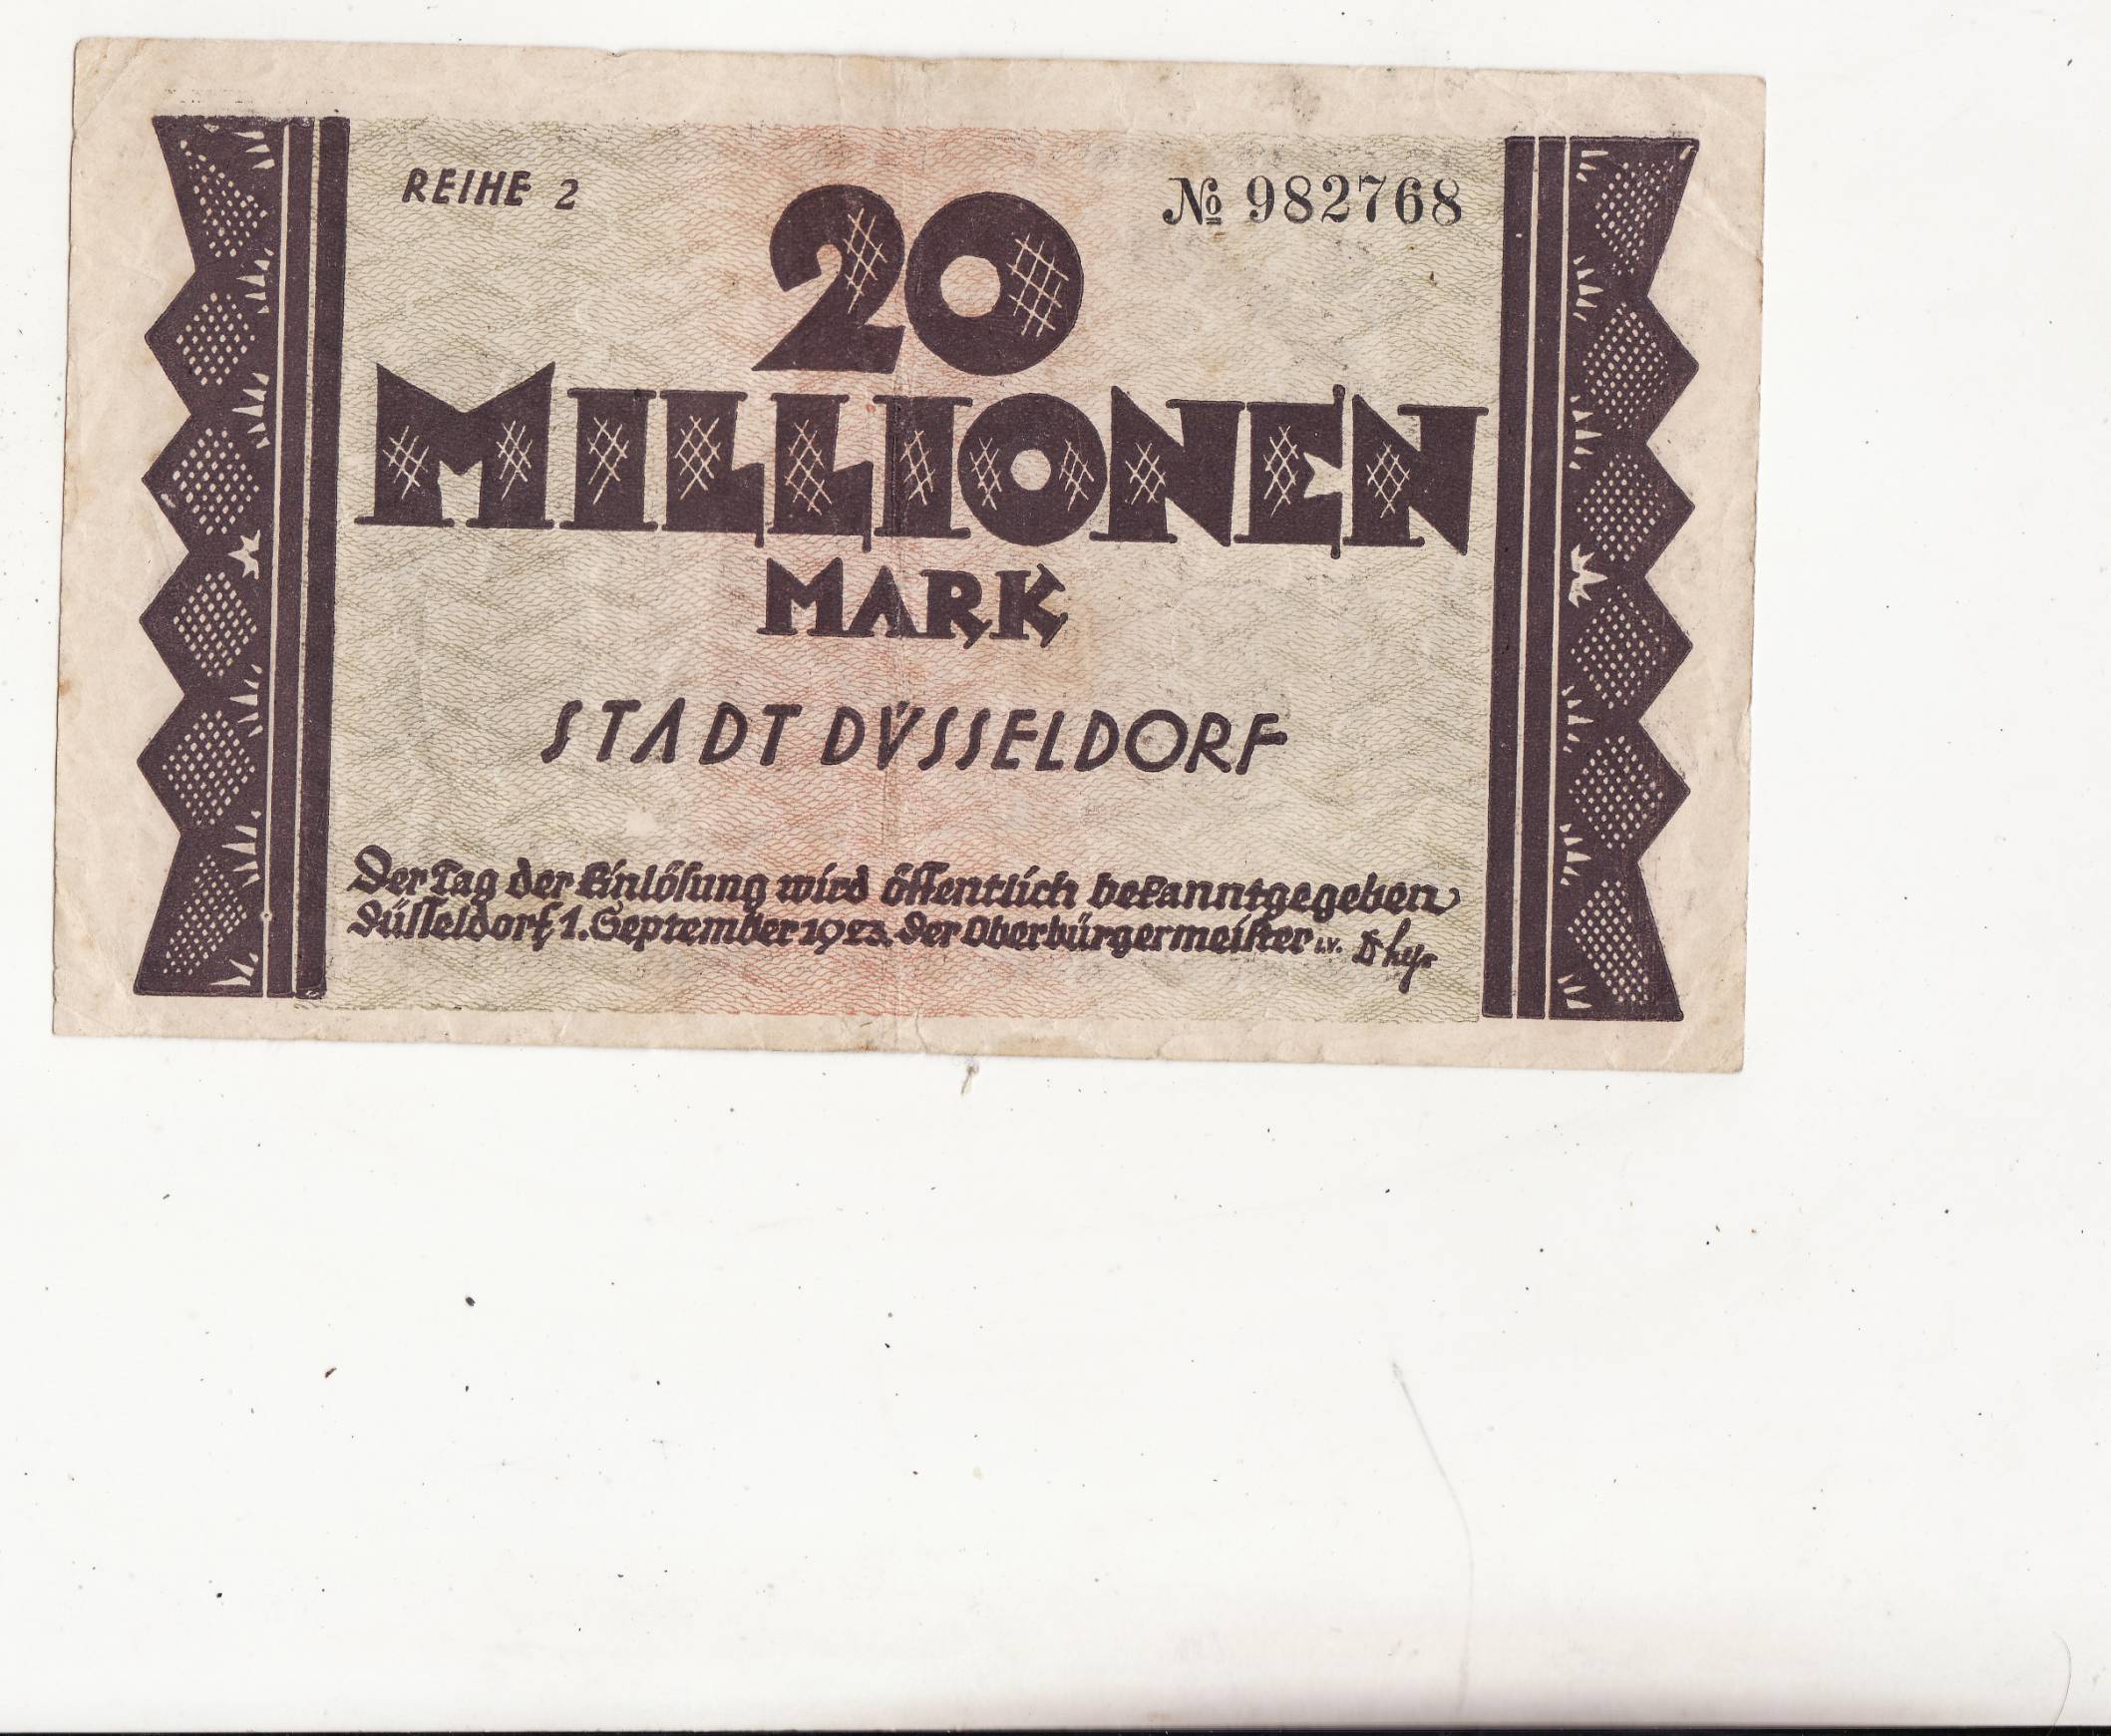 REIHE 2
№ 982768
20
MILLIONEN
MARK
STADT DÜSSELDORF
Der Tag der Einlösung wird öffentlich bekanntgegeben
Düsseldorf 1. September 1923. Der Oberbürgermeister i.V.